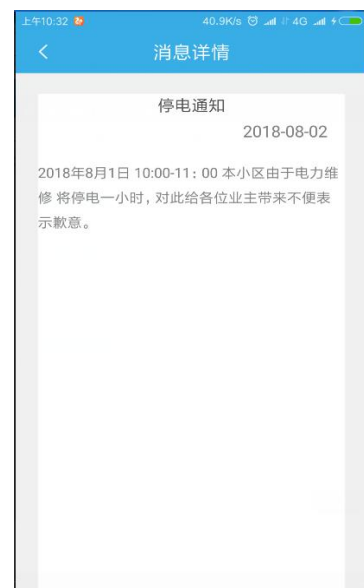 上午10:32 40.9K/s 4G
消息详情
停电通知
2018-08-02
2018年8月1日 10:00-11：00 本小区由于电力维
修 将停电一小时，对此给各位业主带来不便表
示歉意。